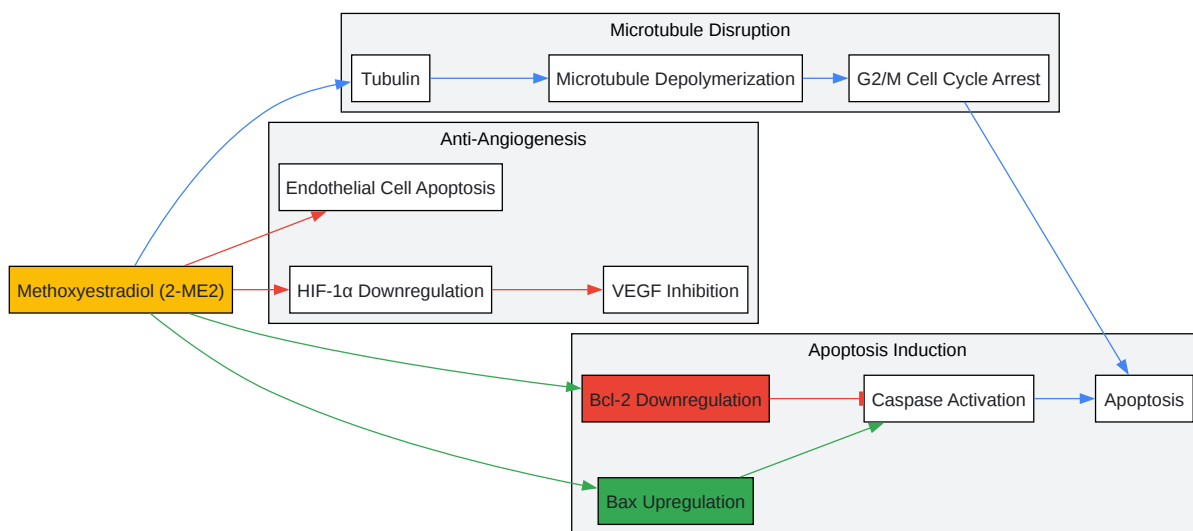 Microtubule Disruption
Tubulin
Microtubule Depolymerization
G2/M Cell Cycle Arrest
Anti-Angiogenesis
Endothelial Cell Apoptosis
Methoxyestradiol (2-ME2)
HIF-1α Downregulation
VEGF Inhibition
Apoptosis Induction
Bcl-2 Downregulation
Caspase Activation
Apoptosis
Bax Upregulation